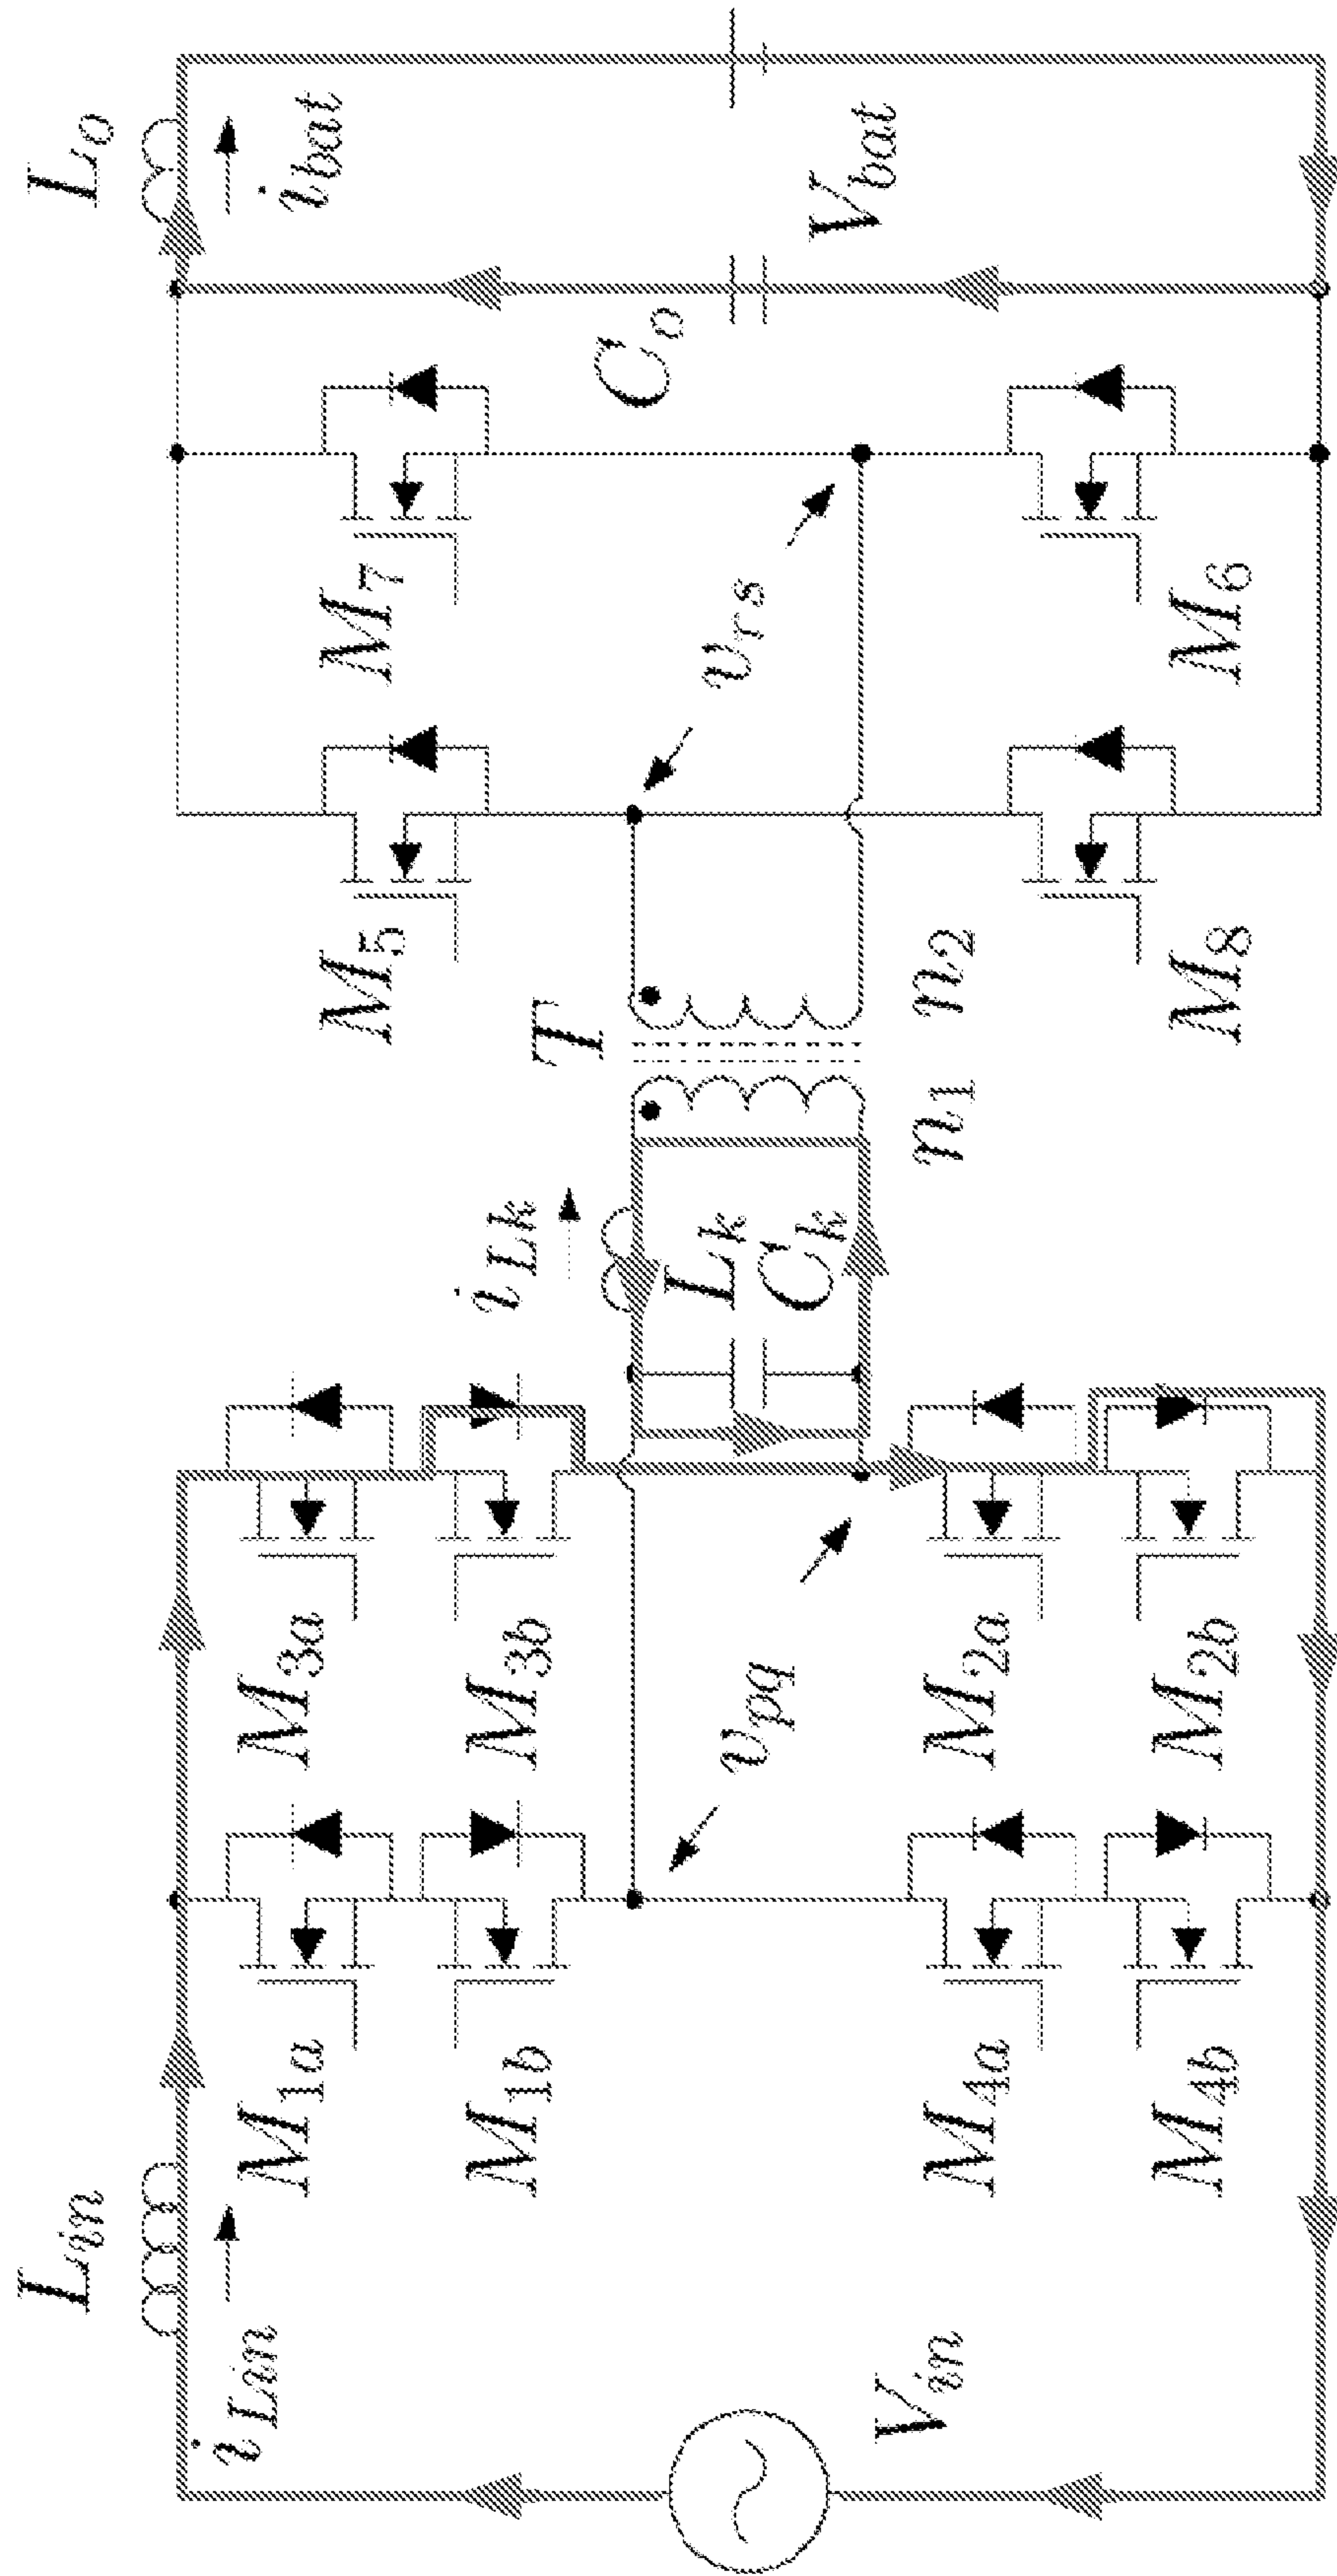 L_in
i_Lin
V_in
M_1a
M_1b
M_4a
M_4b
M_3a
M_3b
v_pq
M_2a
M_2b
i_Lk
L_k
C_k
T
n_1 n_2
M_5
M_8
M_7
v_rs
M_6
C_o
L_o
i_bat
V_bat